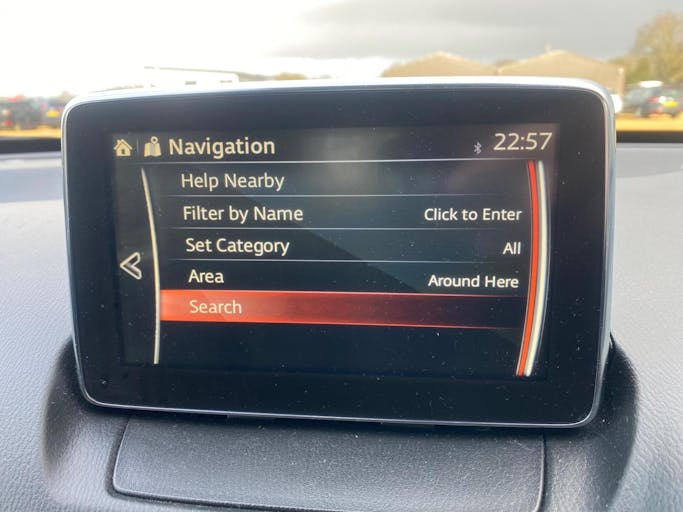 Navigation 22:57
Help Nearby
Filter by Name Click to Enter
Set Category All
Area Around Here
Search